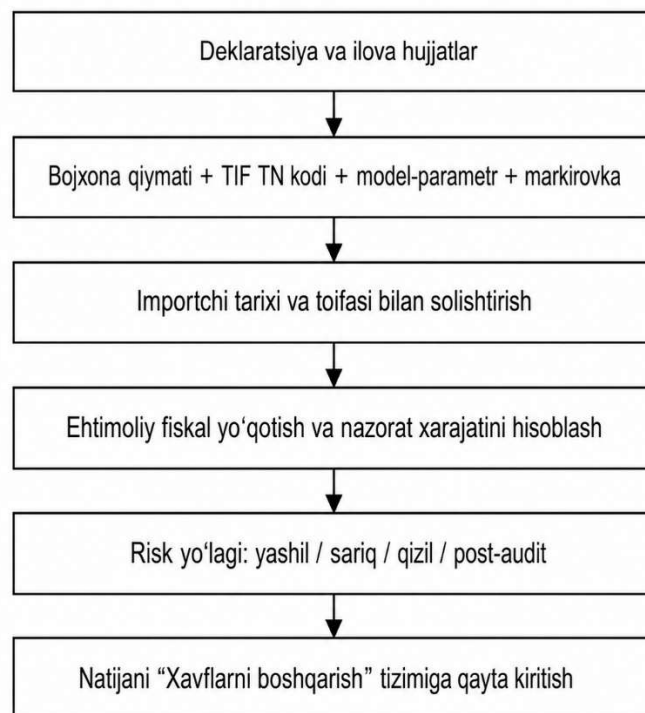 Deklaratsiya va ilova hujjatlar
Bojxona qiymati + TIF TN kodi + model-parametr + markirovka
Importchi tarixi va toifasi bilan solishtirish
Ehtimoliy fiskal yo‘qotish va nazorat xarajatini hisoblash
Risk yo‘lagi: yashil / sariq / qizil / post-audit
Natijani “Xavflarni boshqarish” tizimiga qayta kiritish